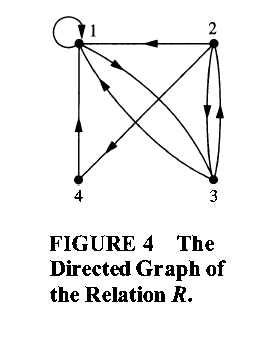 1 2
4 3
FIGURE 4 The
Directed Graph of
the Relation R.